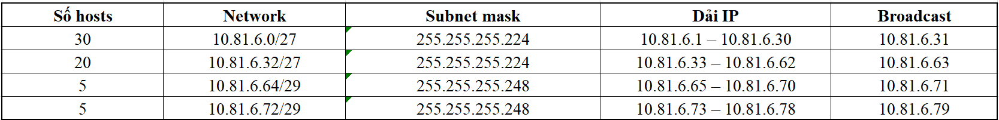 Số hosts Network Subnet mask Dải IP Broadcast
30 10.81.6.0/27 255.255.255.224 10.81.6.1 – 10.81.6.30 10.81.6.31
20 10.81.6.32/27 255.255.255.224 10.81.6.33 – 10.81.6.62 10.81.6.63
5 10.81.6.64/29 255.255.255.248 10.81.6.65 – 10.81.6.70 10.81.6.71
5 10.81.6.72/29 255.255.255.248 10.81.6.73 – 10.81.6.78 10.81.6.79